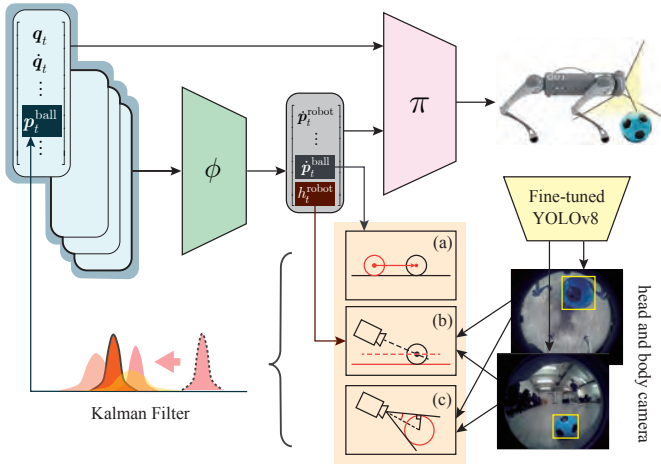 q_t
q̇_t
⋮
p_t^ball
⋮
ϕ
ṗ_t^robot
⋮
ṗ_t^ball
h_t^robot
π
GO1
Fine-tuned
YOLOv8
(a)
(b)
(c)
head and body camera
Kalman Filter